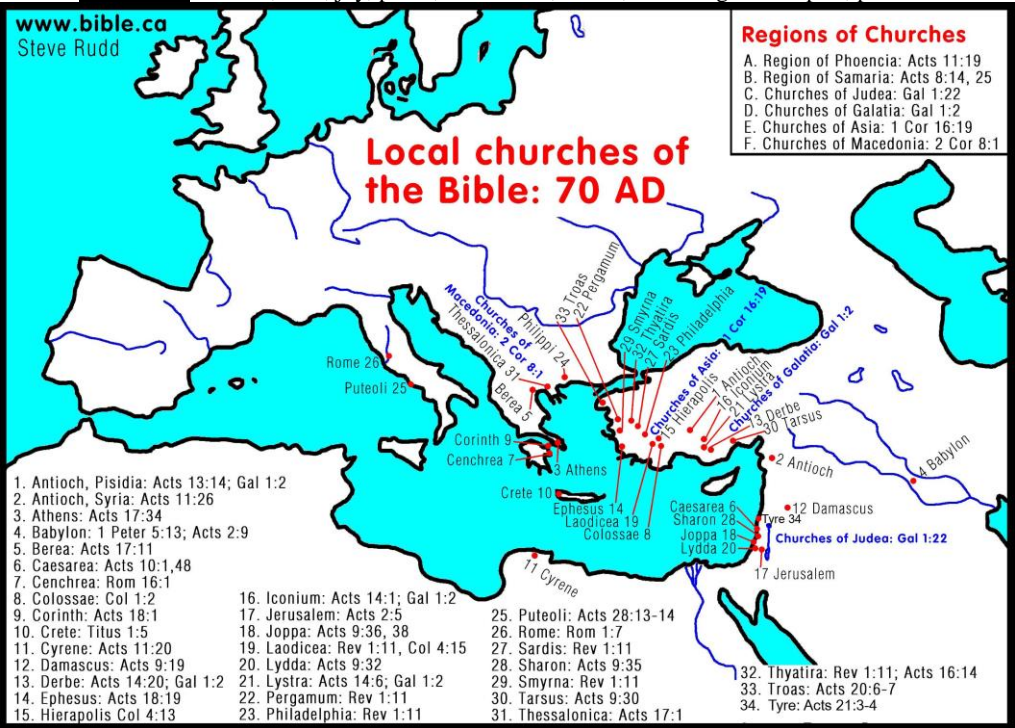 www.bible.ca
Steve Rudd
Regions of Churches
A. Region of Phoencia: Acts 11:19
B. Region of Samaria: Acts 8:14, 25
C. Churches of Judea: Gal 1:22
D. Churches of Galatia: Gal 1:2
E. Churches of Asia: 1 Cor 16:19
F. Churches of Macedonia: 2 Cor 8:1
Local churches of
the Bible: 70 AD
33 Troas
22 Pergamum
29 Smyrna
32 Thyatira
27 Sardis
23 Philadelphia
Churches of Asia: 1 Cor 16:19
Churches of
Macedonia: 2 Cor 8:1
Thessalonica 31
Philippi 24
Berea 5
Rome 26
Puteoli 25
15 Hierapolis
1 Antioch
16 Iconium
21 Lystra
Churches of Galatia: Gal 1:2
13 Derbe
30 Tarsus
Corinth 9
Cenchrea 7
3 Athens
2 Antioch
4 Babylon
Crete 10
Ephesus 14
Laodicea 19
Colossae 8
Caesarea 6
Sharon 28
Tyre 34
Joppa 18
Lydda 20
12 Damascus
Churches of Judea: Gal 1:22
17 Jerusalem
11 Cyrene
1. Antioch, Pisidia: Acts 13:14; Gal 1:2
2. Antioch, Syria: Acts 11:26
3. Athens: Acts 17:34
4. Babylon: 1 Peter 5:13; Acts 2:9
5. Berea: Acts 17:11
6. Caesarea: Acts 10:1,48
7. Cenchrea: Rom 16:1
8. Colossae: Col 1:2
9. Corinth: Acts 18:1
10. Crete: Titus 1:5
11. Cyrene: Acts 11:20
12. Damascus: Acts 9:19
13. Derbe: Acts 14:20; Gal 1:2
14. Ephesus: Acts 18:19
15. Hierapolis Col 4:13
16. Iconium: Acts 14:1; Gal 1:2
17. Jerusalem: Acts 2:5
18. Joppa: Acts 9:36, 38
19. Laodicea: Rev 1:11, Col 4:15
20. Lydda: Acts 9:32
21. Lystra: Acts 14:6; Gal 1:2
22. Pergamum: Rev 1:11
23. Philadelphia: Rev 1:11
25. Puteoli: Acts 28:13-14
26. Rome: Rom 1:7
27. Sardis: Rev 1:11
28. Sharon: Acts 9:35
29. Smyrna: Rev 1:11
30. Tarsus: Acts 9:30
31. Thessalonica: Acts 17:1
32. Thyatira: Rev 1:11; Acts 16:14
33. Troas: Acts 20:6-7
34. Tyre: Acts 21:3-4